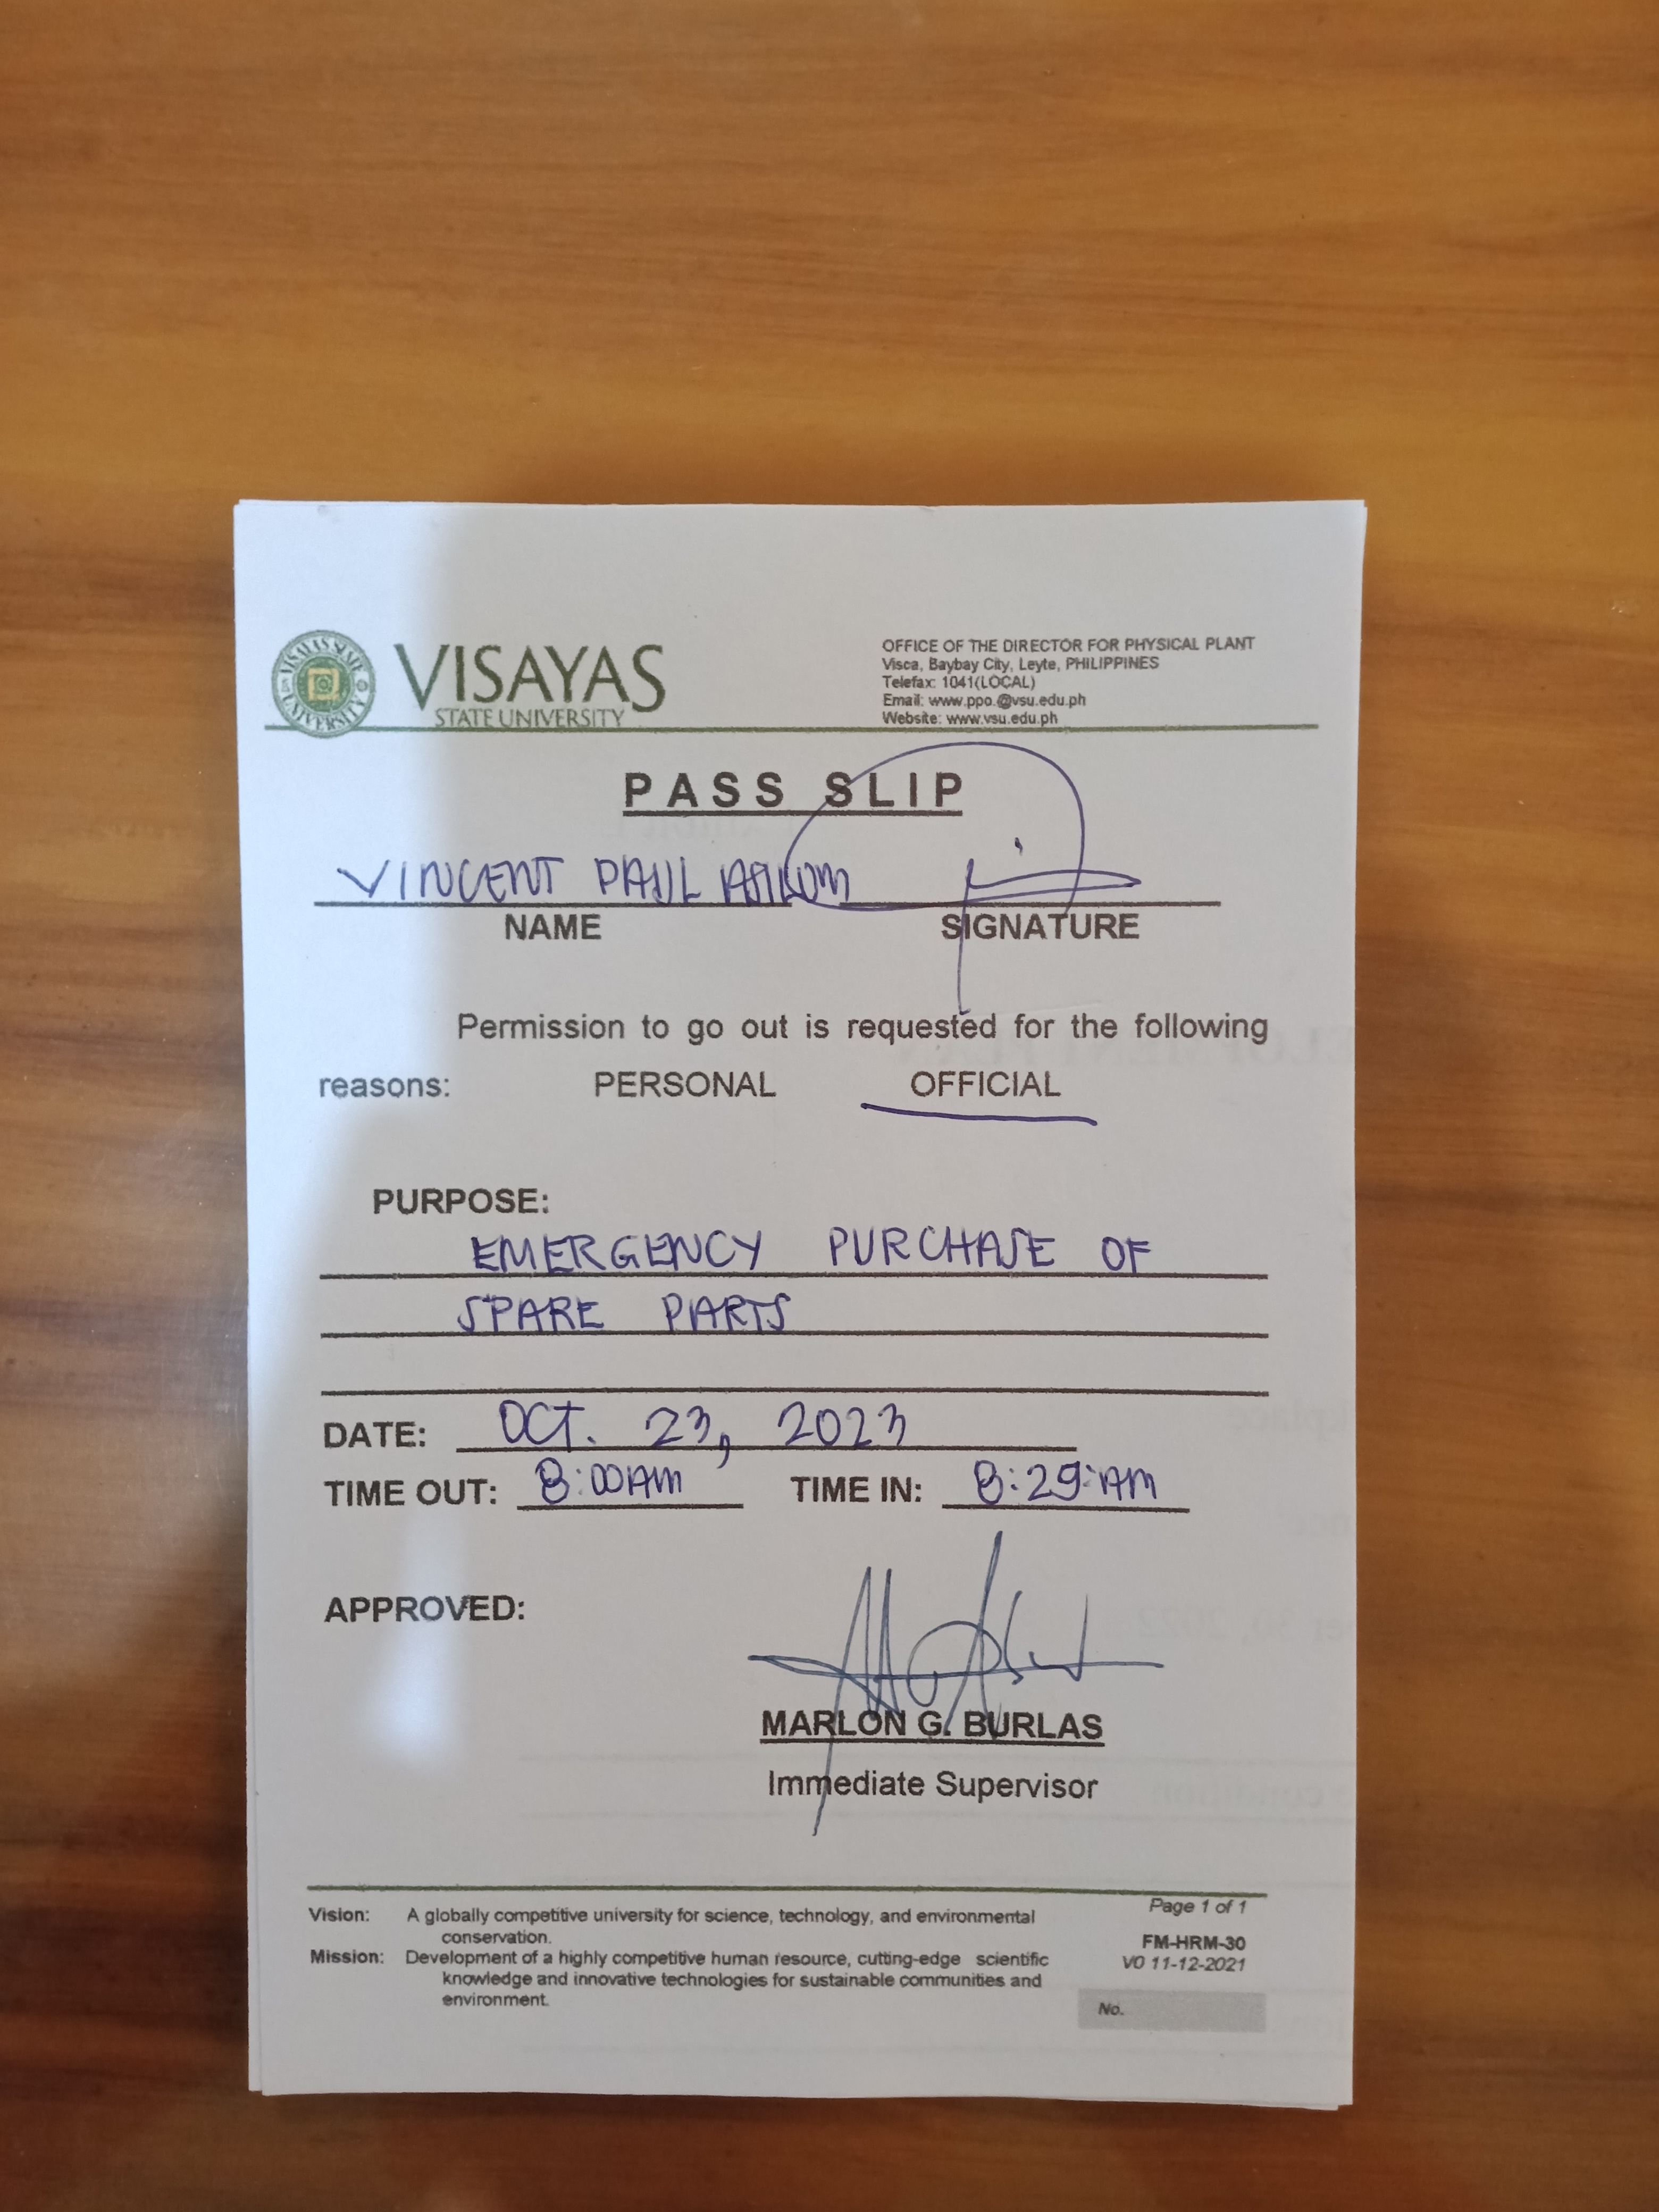 VISAYAS
STATE UNIVERSITY
VISAYAS STATE UNIVERSITY
OFFICE OF THE DIRECTOR FOR PHYSICAL PLANT
Visca, Baybay City, Leyte, PHILIPPINES
Telefax: 1041(LOCAL)
Email: www.ppo.@vsu.edu.ph
Website: www.vsu.edu.ph
PASS SLIP
VINCENT PAUL
NAME SIGNATURE
Permission to go out is requested for the following
reasons: PERSONAL OFFICIAL
PURPOSE:
EMERGENCY PURCHASE OF
SPARE PARTS
DATE: OCT. 23, 2023
TIME OUT: 8:00AM TIME IN: 8:29:AM
APPROVED:
MARLON G. BURLAS
Immediate Supervisor
Vision: A globally competitive university for science, technology, and environmental
conservation.
Mission: Development of a highly competitive human resource, cutting-edge scientific
knowledge and innovative technologies for sustainable communities and
environment.
Page 1 of 1
FM-HRM-30
V0 11-12-2021
No.